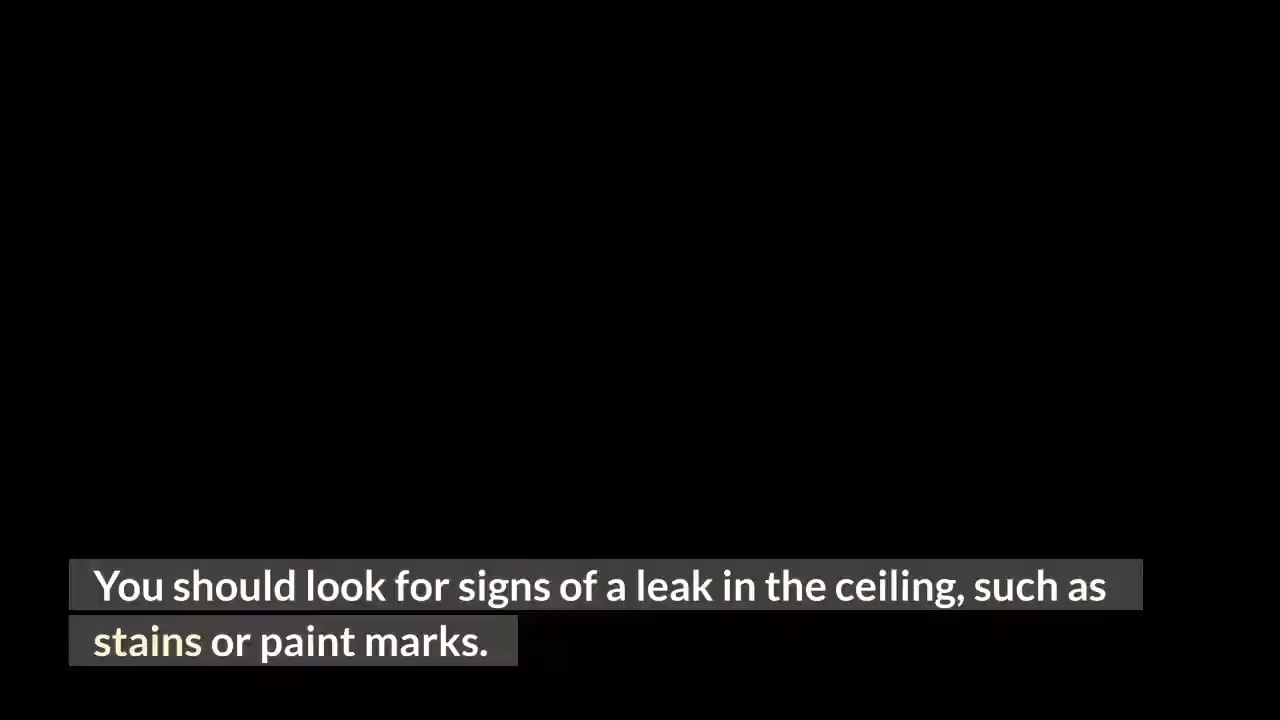 You should look for signs of a leak in the ceiling, such as
stains or paint marks.